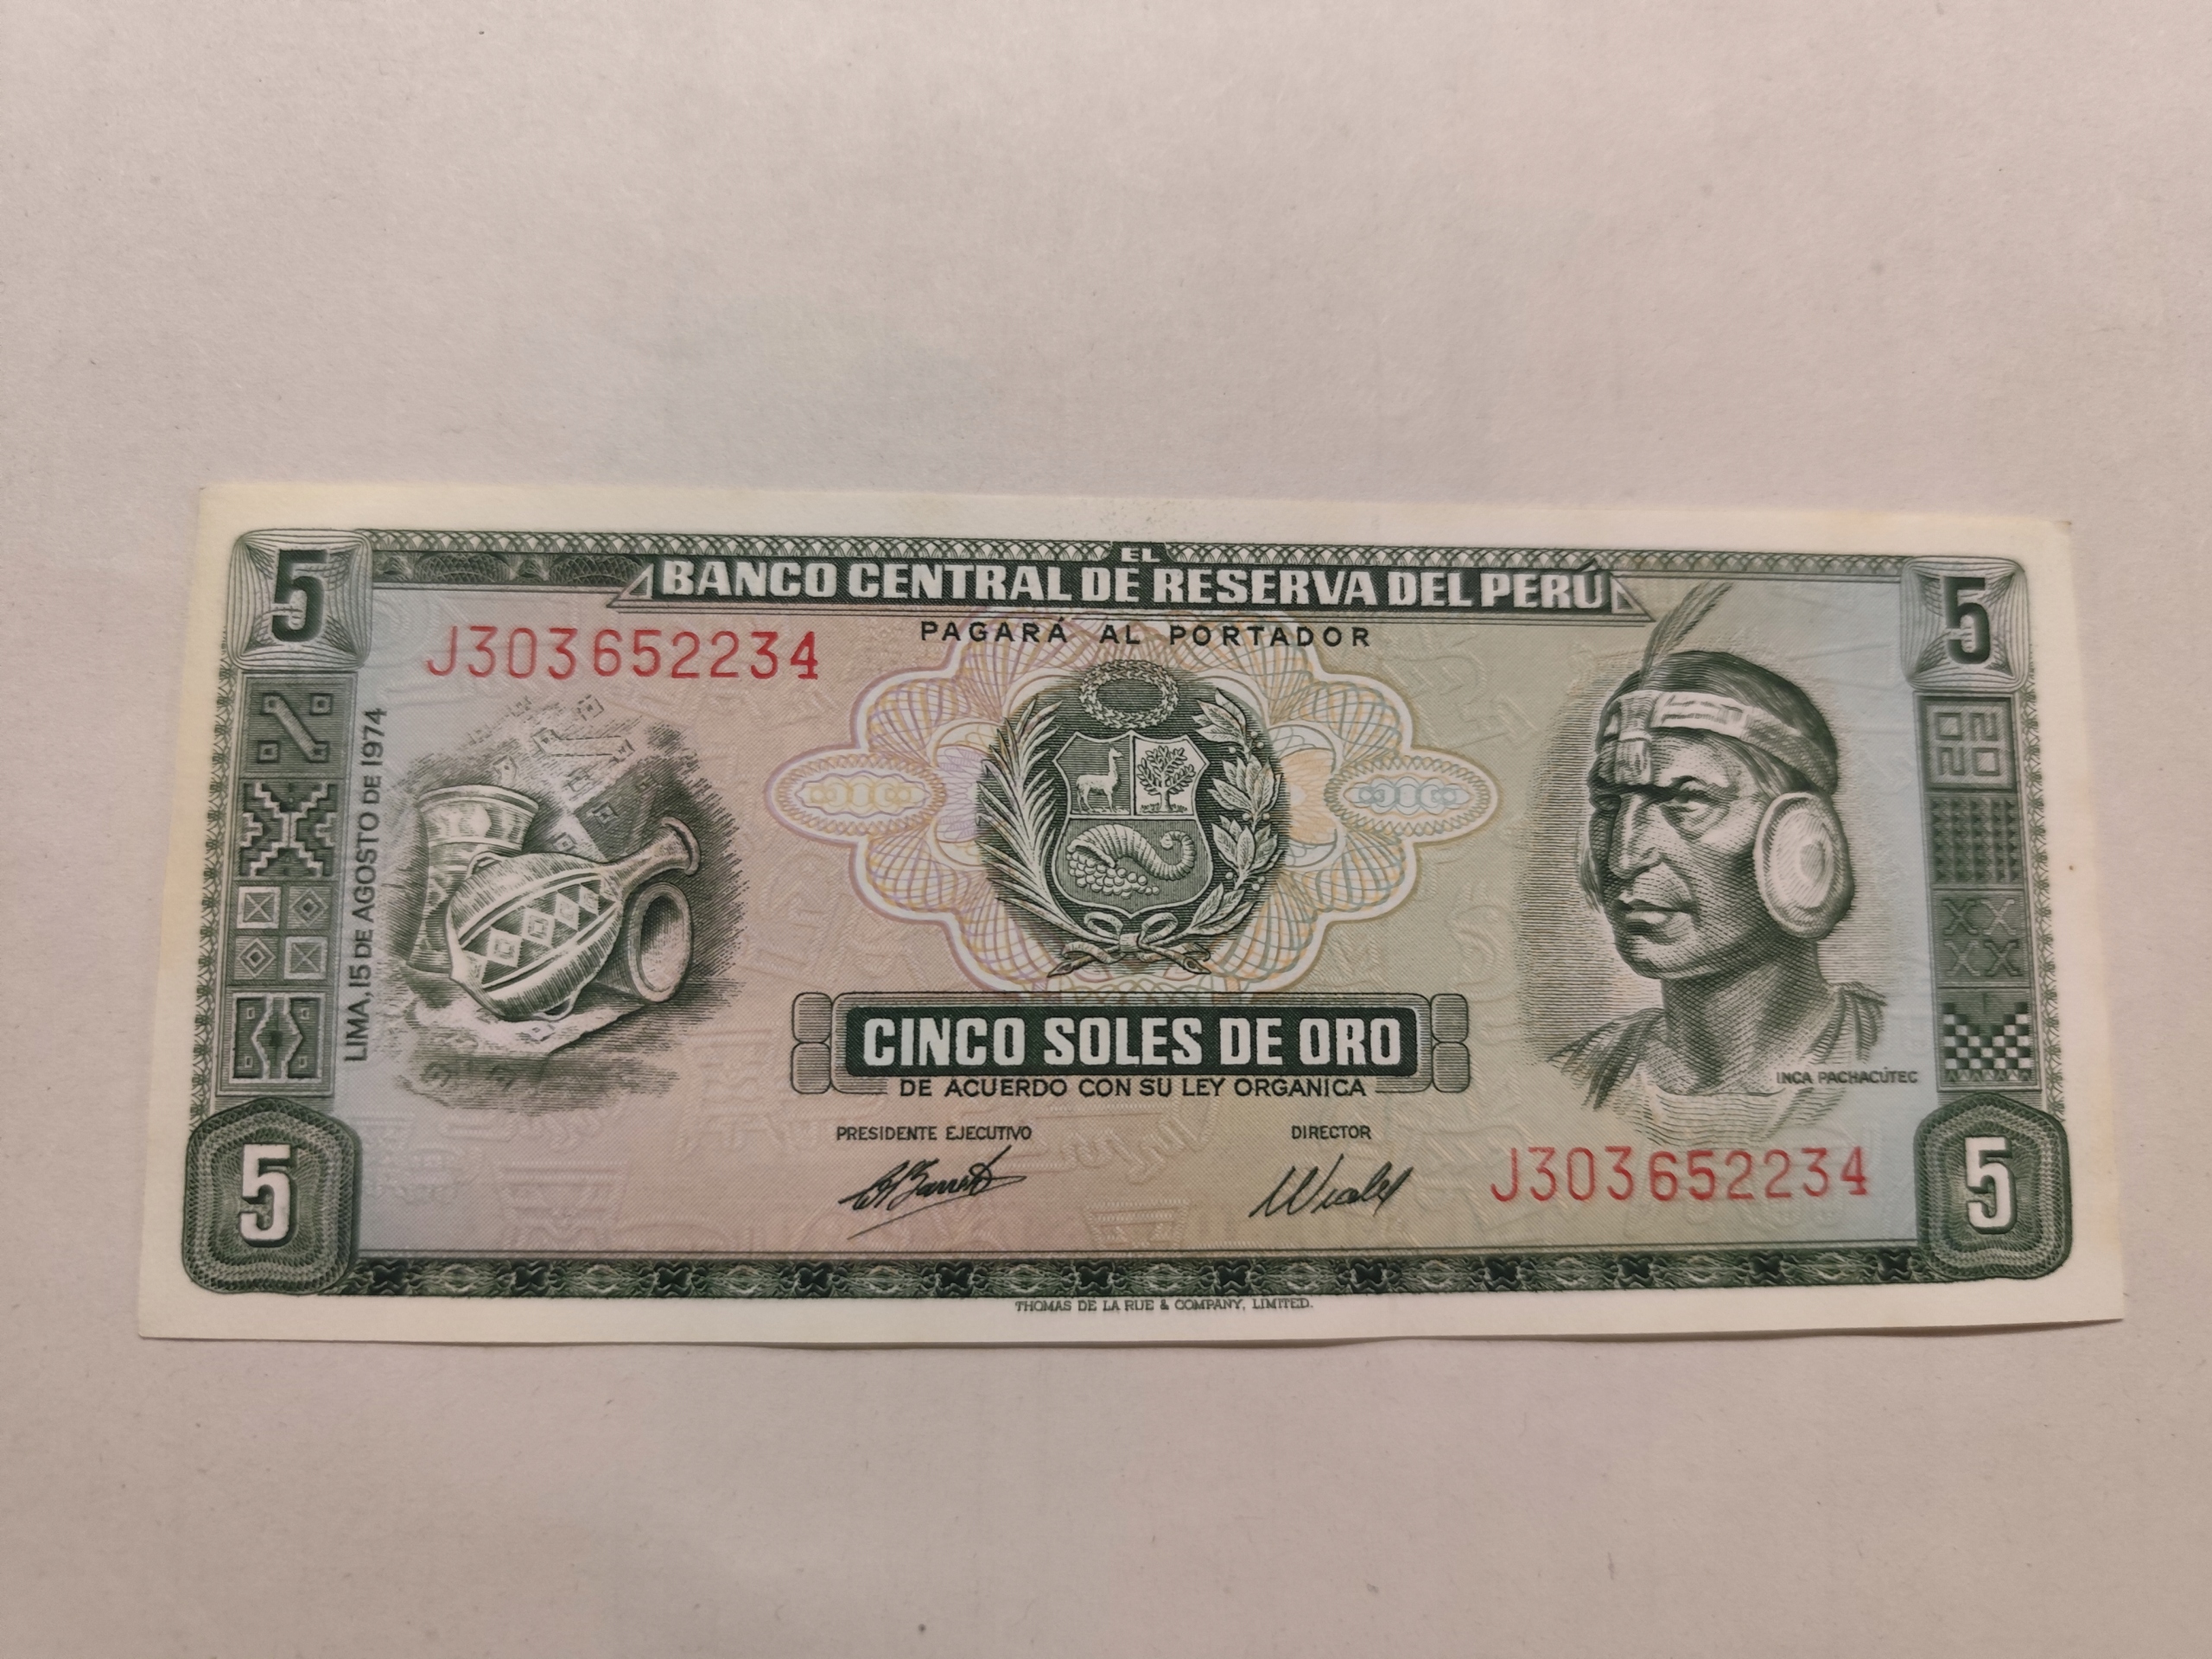 5
EL
BANCO CENTRAL DE RESERVA DEL PERÚ
5
J303652234
PAGARÁ AL PORTADOR
LIMA, 15 DE AGOSTO DE 1974
CINCO SOLES DE ORO
DE ACUERDO CON SU LEY ORGANICA
INCA PACHACÚTEC
PRESIDENTE EJECUTIVO
DIRECTOR
J303652234
5
5
THOMAS DE LA RUE & COMPANY, LIMITED.